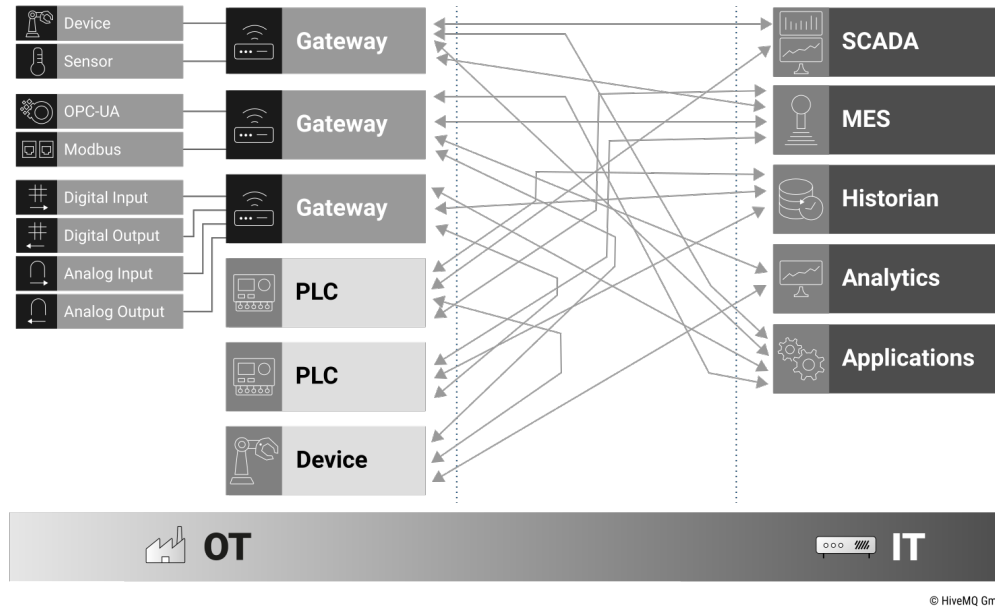 Device
Sensor
Gateway
OPC-UA
Modbus
Gateway
Digital Input
Digital Output
Analog Input
Analog Output
Gateway
PLC
PLC
Device
SCADA
MES
Historian
Analytics
Applications
OT
IT
© HiveMQ Gm